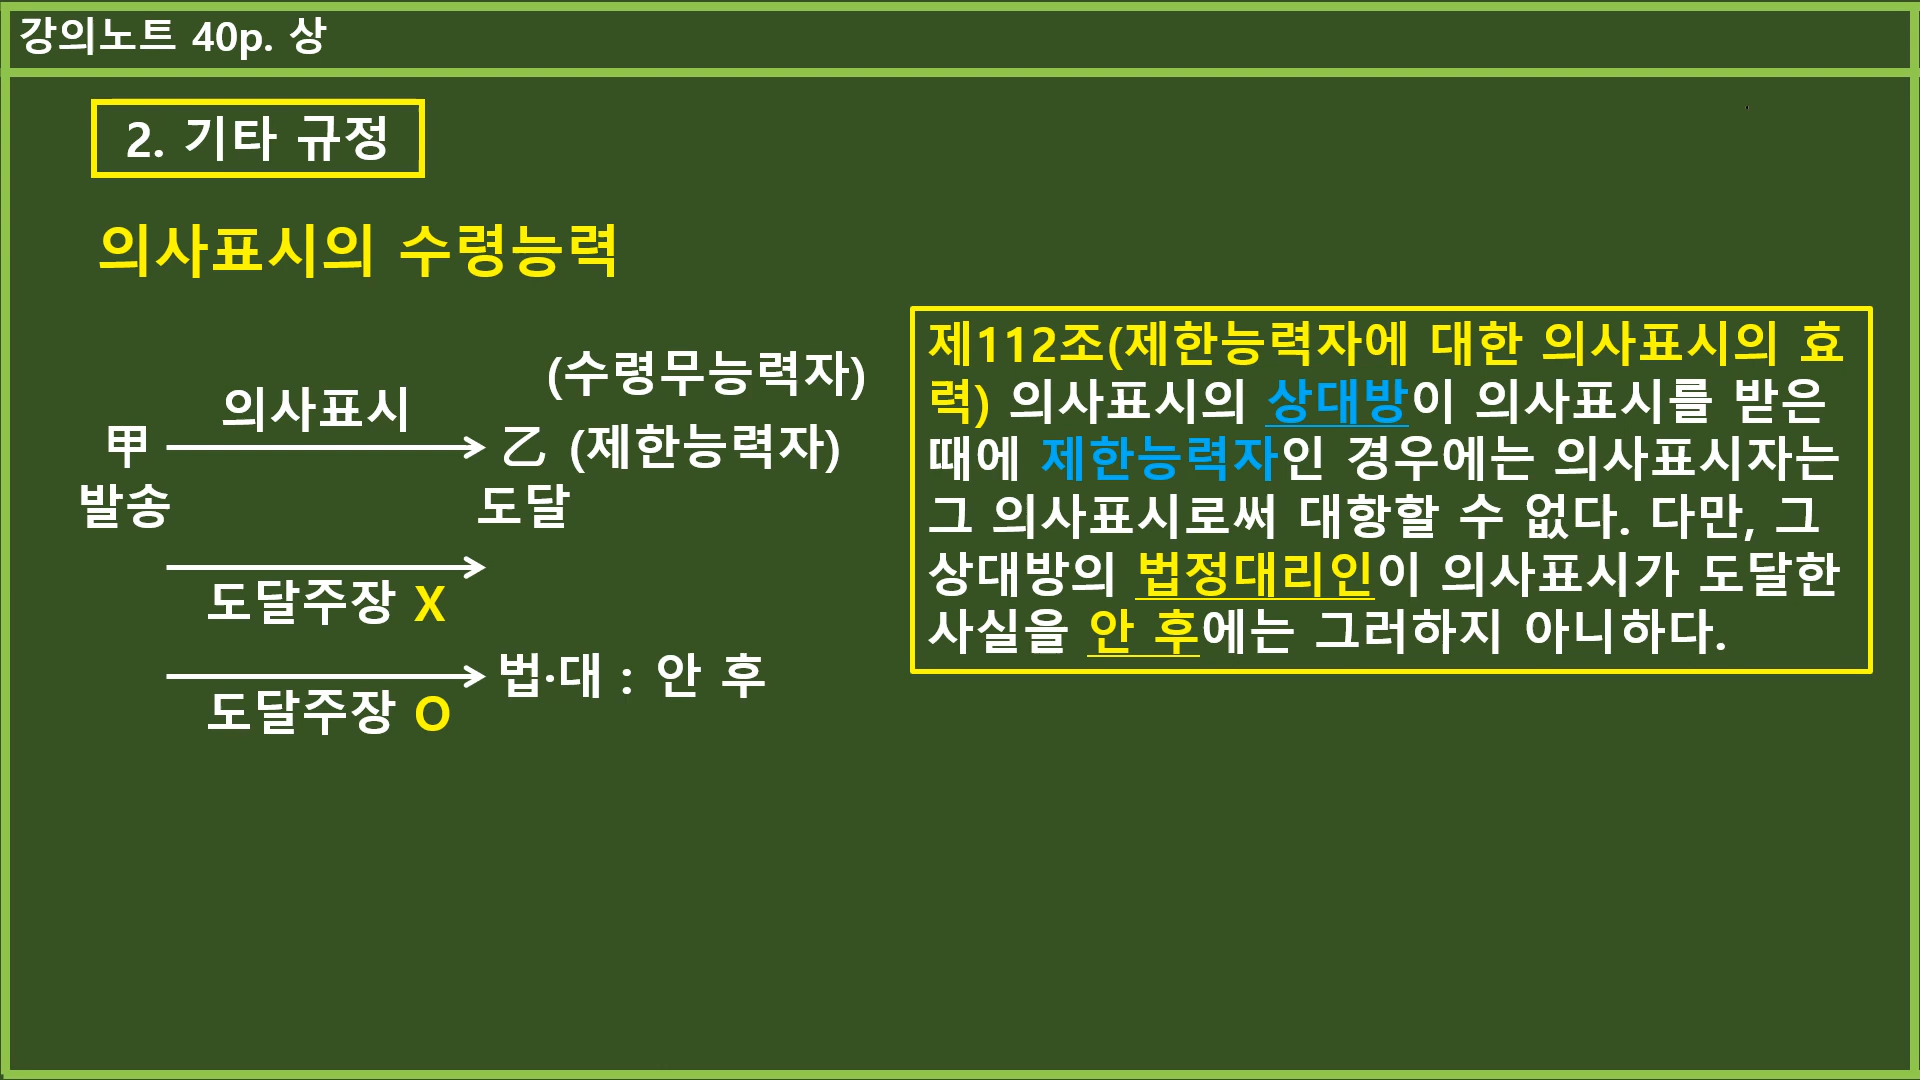 강의노트 40p. 상
2. 기타 규정
의사표시의 수령능력
(수령무능력자)
의사표시
甲 乙 (제한능력자)
발송 도달
도달주장 X
법·대 : 안 후
도달주장 O
제112조(제한능력자에 대한 의사표시의 효
력) 의사표시의 상대방이 의사표시를 받은
때에 제한능력자인 경우에는 의사표시자는
그 의사표시로써 대항할 수 없다. 다만, 그
상대방의 법정대리인이 의사표시가 도달한
사실을 안 후에는 그러하지 아니하다.